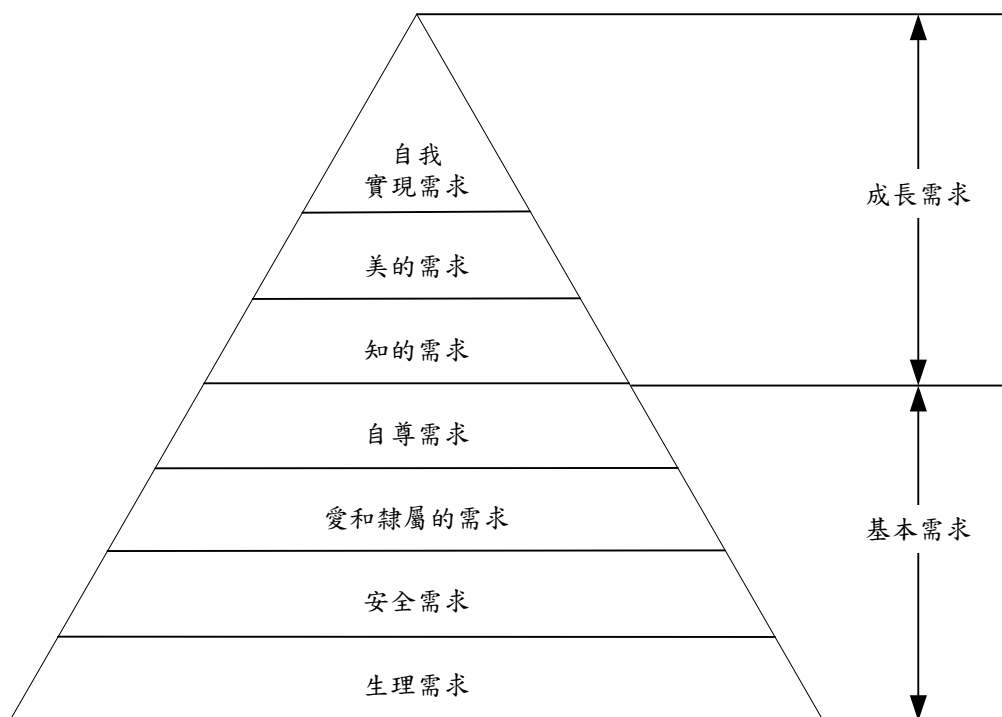 自我
實現需求
成長需求
美的需求
知的需求
自尊需求
愛和隸屬的需求
基本需求
安全需求
生理需求